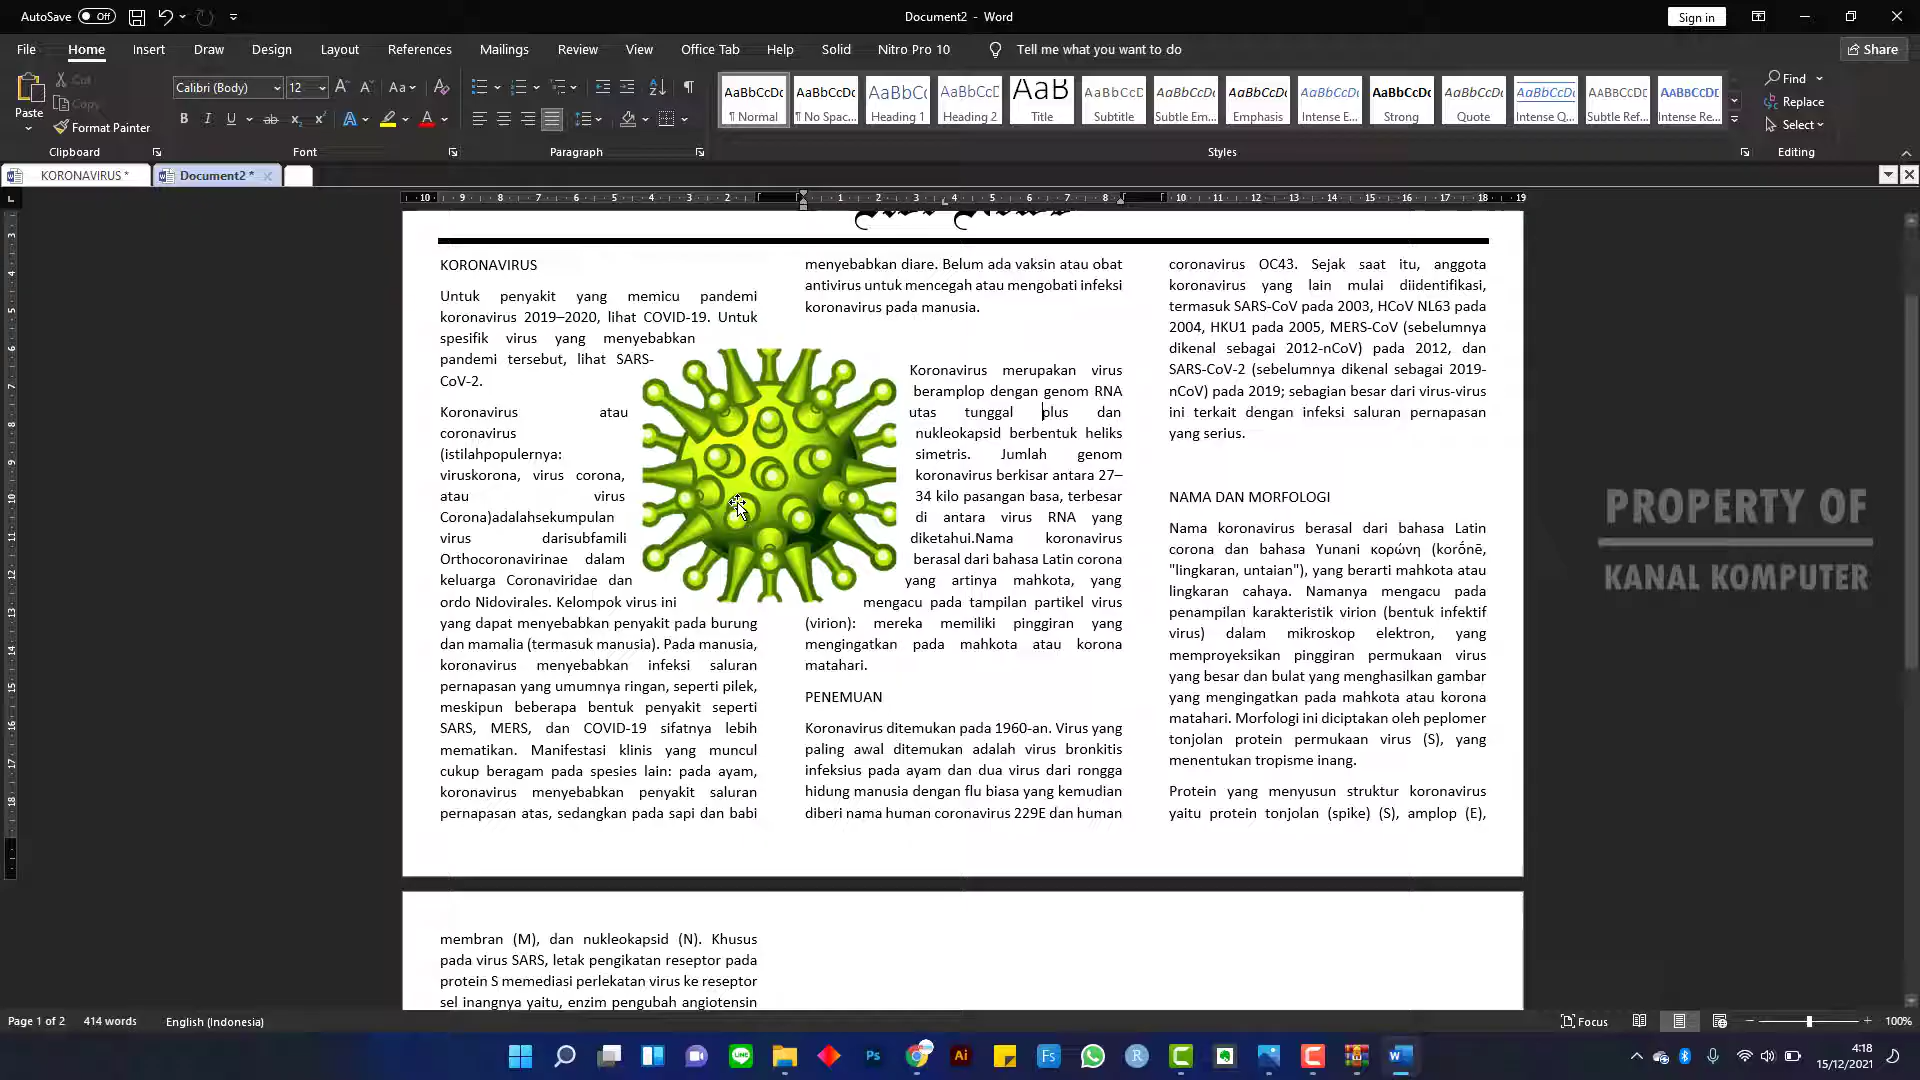 AutoSave Off
Document2 - Word
Sign in
File Home Insert Draw Design Layout References Mailings Review View Office Tab Help Solid Nitro Pro 10 Tell me what you want to do Share
Paste
Cut
Copy
Format Painter
Calibri (Body) 12
AaBbCcDc AaBbCcDc AaBbCc AaBbCcD AaB AaBbCcD AaBbCcDc AaBbCcDc AaBbCcDc AaBbCcDc AaBbCcDc AaBbCcDc AaBbCcDc AaBbCcDc
¶ Normal ¶ No Spac... Heading 1 Heading 2 Title Subtitle Subtle Em... Emphasis Intense E... Strong Quote Intense Q... Subtle Ref... Intense Re...
Find
Replace
Select
Clipboard Font Paragraph Styles Editing
KORONAVIRUS * Document2 *
KORONAVIRUS
Untuk penyakit yang memicu pandemi
koronavirus 2019–2020, lihat COVID-19. Untuk
spesifik virus yang menyebabkan
pandemi tersebut, lihat SARS-
CoV-2.
Koronavirus atau
coronavirus
(istilahpopulernya:
viruskorona, virus corona,
atau virus
Corona)adalahsekumpulan
virus darisubfamili
Orthocoronavirinae dalam
keluarga Coronaviridae dan
ordo Nidovirales. Kelompok virus ini
yang dapat menyebabkan penyakit pada burung
dan mamalia (termasuk manusia). Pada manusia,
koronavirus menyebabkan infeksi saluran
pernapasan yang umumnya ringan, seperti pilek,
meskipun beberapa bentuk penyakit seperti
SARS, MERS, dan COVID-19 sifatnya lebih
mematikan. Manifestasi klinis yang muncul
cukup beragam pada spesies lain: pada ayam,
koronavirus menyebabkan penyakit saluran
pernapasan atas, sedangkan pada sapi dan babi
menyebabkan diare. Belum ada vaksin atau obat
antivirus untuk mencegah atau mengobati infeksi
koronavirus pada manusia.
Koronavirus merupakan virus
beramplop dengan genom RNA
utas tunggal plus dan
nukleokapsid berbentuk heliks
simetris. Jumlah genom
koronavirus berkisar antara 27–
34 kilo pasangan basa, terbesar
di antara virus RNA yang
diketahui.Nama koronavirus
berasal dari bahasa Latin corona
yang artinya mahkota, yang
mengacu pada tampilan partikel virus
(virion): mereka memiliki pinggiran yang
mengingatkan pada mahkota atau korona
matahari.
PENEMUAN
Koronavirus ditemukan pada 1960-an. Virus yang
paling awal ditemukan adalah virus bronkitis
infeksius pada ayam dan dua virus dari rongga
hidung manusia dengan flu biasa yang kemudian
diberi nama human coronavirus 229E dan human
coronavirus OC43. Sejak saat itu, anggota
koronavirus yang lain mulai diidentifikasi,
termasuk SARS-CoV pada 2003, HCoV NL63 pada
2004, HKU1 pada 2005, MERS-CoV (sebelumnya
dikenal sebagai 2012-nCoV) pada 2012, dan
SARS-CoV-2 (sebelumnya dikenal sebagai 2019-
nCoV) pada 2019; sebagian besar dari virus-virus
ini terkait dengan infeksi saluran pernapasan
yang serius.
NAMA DAN MORFOLOGI
Nama koronavirus berasal dari bahasa Latin
corona dan bahasa Yunani κορώνη (korṓnē,
"lingkaran, untaian"), yang berarti mahkota atau
lingkaran cahaya. Namanya mengacu pada
penampilan karakteristik virion (bentuk infektif
virus) dalam mikroskop elektron, yang
memproyeksikan pinggiran permukaan virus
yang besar dan bulat yang menghasilkan gambar
yang mengingatkan pada mahkota atau korona
matahari. Morfologi ini diciptakan oleh peplomer
tonjolan protein permukaan virus (S), yang
menentukan tropisme inang.
Protein yang menyusun struktur koronavirus
yaitu protein tonjolan (spike) (S), amplop (E),
PROPERTY OF
KANAL KOMPUTER
membran (M), dan nukleokapsid (N). Khusus
pada virus SARS, letak pengikatan reseptor pada
protein S memediasi perlekatan virus ke reseptor
sel inangnya yaitu, enzim pengubah angiotensin
Page 1 of 2 414 words English (Indonesia)
Focus
100%
4:18
15/12/2021